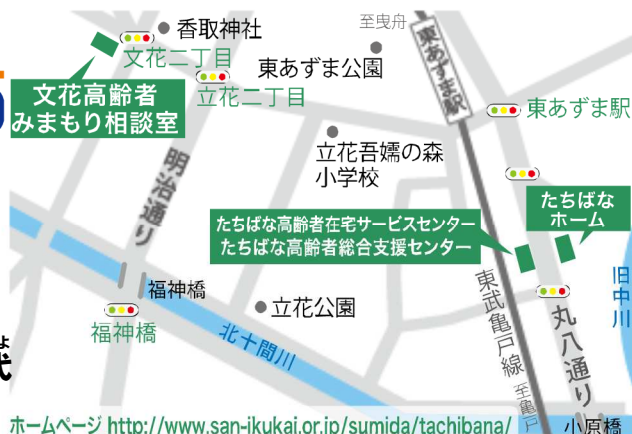 香取神社
至曳舟
文花二丁目
東あずま公園
東あずま駅
文花高齢者
みまもり相談室
立花二丁目
東あずま駅
明治通り
立花吾嬬の森
小学校
たちばな
ホーム
たちばな高齢者在宅サービスセンター
たちばな高齢者総合支援センター
福神橋
立花公園
東武亀戸線
至亀戸
旧中川
福神橋
北十間川
丸八通り
小原橋
ホームページ http://www.san-ikukai.or.jp/sumida/tachibana/